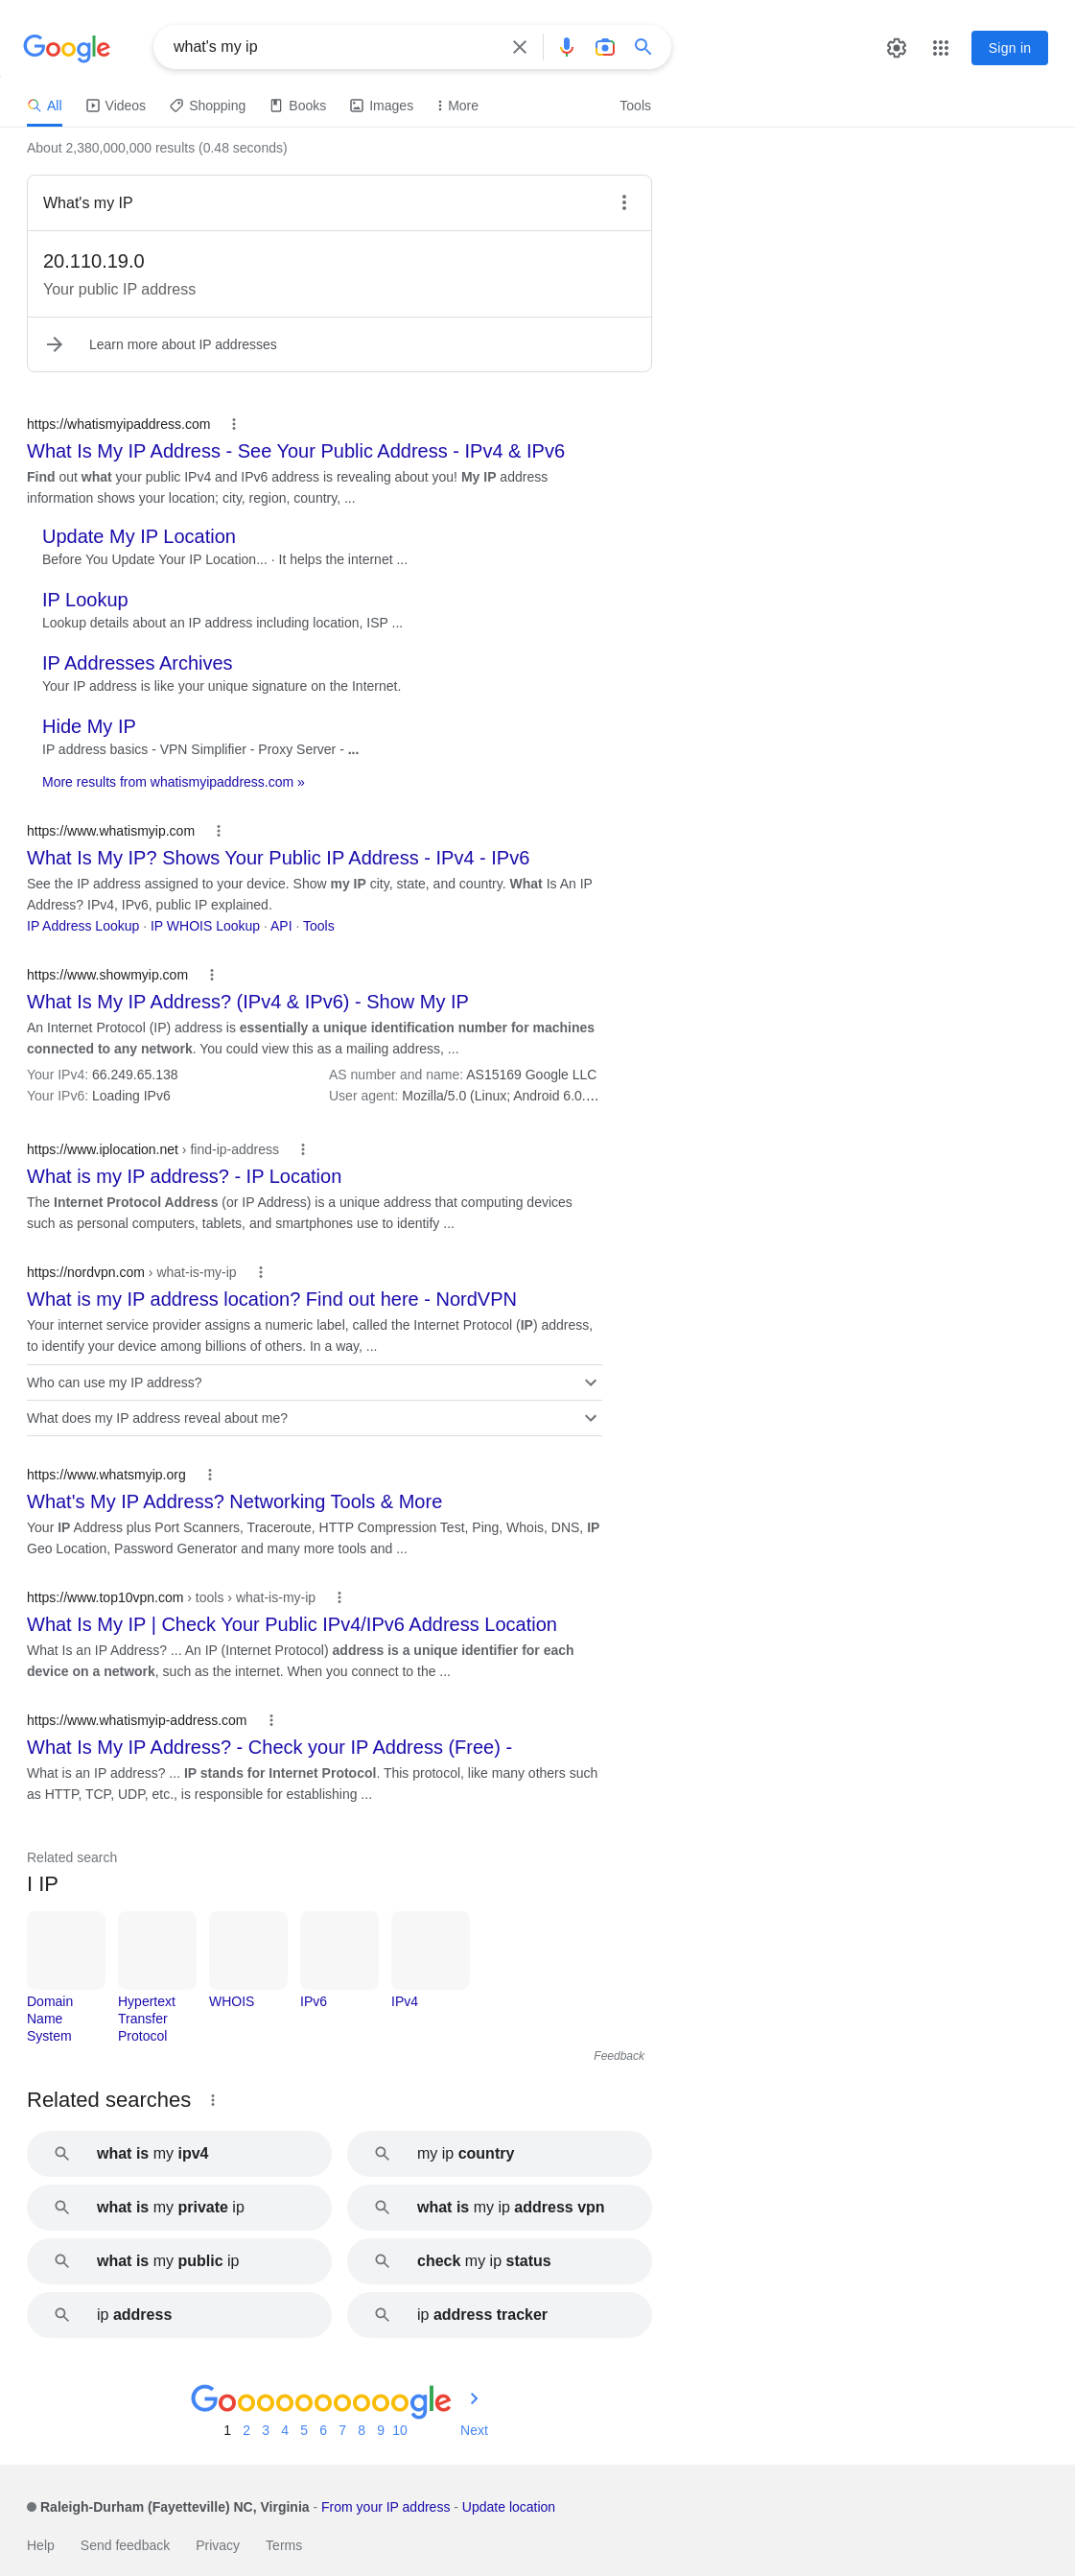 Google
what's my ip
Sign in
All
Videos
Shopping
Books
Images
More
Tools
About 2,380,000,000 results (0.48 seconds)
What's my IP
20.110.19.0
Your public IP address
Learn more about IP addresses
https://whatismyipaddress.com
What Is My IP Address - See Your Public Address - IPv4 & IPv6
Find out what your public IPv4 and IPv6 address is revealing about you! My IP address
information shows your location; city, region, country, ...
Update My IP Location
Before You Update Your IP Location... · It helps the internet ...
IP Lookup
Lookup details about an IP address including location, ISP ...
IP Addresses Archives
Your IP address is like your unique signature on the Internet.
Hide My IP
IP address basics - VPN Simplifier - Proxy Server - ...
More results from whatismyipaddress.com »
https://www.whatismyip.com
What Is My IP? Shows Your Public IP Address - IPv4 - IPv6
See the IP address assigned to your device. Show my IP city, state, and country. What Is An IP
Address? IPv4, IPv6, public IP explained.
IP Address Lookup · IP WHOIS Lookup · API · Tools
https://www.showmyip.com
What Is My IP Address? (IPv4 & IPv6) - Show My IP
An Internet Protocol (IP) address is essentially a unique identification number for machines
connected to any network. You could view this as a mailing address, ...
Your IPv4: 66.249.65.138
AS number and name: AS15169 Google LLC
Your IPv6: Loading IPv6
User agent: Mozilla/5.0 (Linux; Android 6.0....
https://www.iplocation.net › find-ip-address
What is my IP address? - IP Location
The Internet Protocol Address (or IP Address) is a unique address that computing devices
such as personal computers, tablets, and smartphones use to identify ...
https://nordvpn.com › what-is-my-ip
What is my IP address location? Find out here - NordVPN
Your internet service provider assigns a numeric label, called the Internet Protocol (IP) address,
to identify your device among billions of others. In a way, ...
Who can use my IP address?
What does my IP address reveal about me?
https://www.whatsmyip.org
What's My IP Address? Networking Tools & More
Your IP Address plus Port Scanners, Traceroute, HTTP Compression Test, Ping, Whois, DNS, IP
Geo Location, Password Generator and many more tools and ...
https://www.top10vpn.com › tools › what-is-my-ip
What Is My IP | Check Your Public IPv4/IPv6 Address Location
What Is an IP Address? ... An IP (Internet Protocol) address is a unique identifier for each
device on a network, such as the internet. When you connect to the ...
https://www.whatismyip-address.com
What Is My IP Address? - Check your IP Address (Free) -
What is an IP address? ... IP stands for Internet Protocol. This protocol, like many others such
as HTTP, TCP, UDP, etc., is responsible for establishing ...
Related search
I IP
Domain
Name
System
Hypertext
Transfer
Protocol
WHOIS
IPv6
IPv4
Feedback
Related searches
what is my ipv4
my ip country
what is my private ip
what is my ip address vpn
what is my public ip
check my ip status
ip address
ip address tracker
Goooooooooogle
1 2 3 4 5 6 7 8 9 10 Next
Raleigh-Durham (Fayetteville) NC, Virginia - From your IP address - Update location
Help
Send feedback
Privacy
Terms